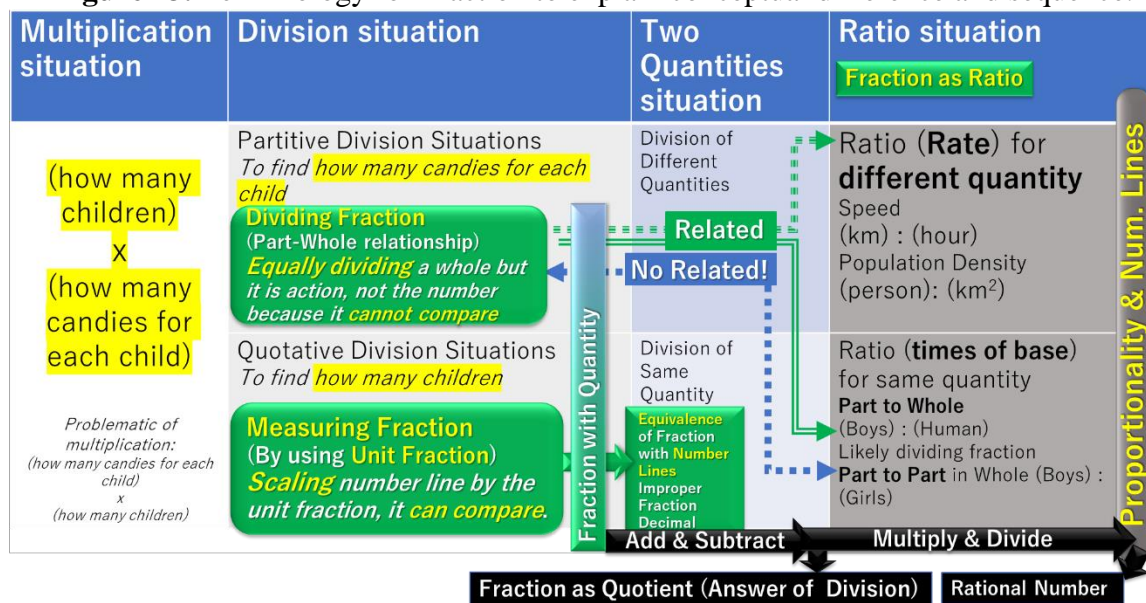 Multiplication
situation
Division situation
Two
Quantities
situation
Ratio situation
Fraction as Ratio
(how many
children)
x
(how many
candies for
each child)
Problematic of
multiplication:
(how many candies for each
child)
x
(how many children)
Partitive Division Situations
To find how many candies for each
child
Dividing Fraction
(Part-Whole relationship)
Equally dividing a whole but
it is action, not the number
because it cannot compare
Quotative Division Situations
To find how many children
Measuring Fraction
(By using Unit Fraction)
Scaling number line by the
unit fraction, it can compare.
Fraction with Quantity
Division of
Different
Quantities
Related
No Related!
Division of
Same
Quantity
Equivalence
of Fraction
with Number
Lines
Improper
Fraction
Decimal
Ratio (Rate) for
different quantity
Speed
(km) : (hour)
Population Density
(person): (km²)
Ratio (times of base)
for same quantity
Part to Whole
(Boys) : (Human)
Likely dividing fraction
Part to Part in Whole (Boys) :
(Girls)
Proportionality & Num. Lines
Add & Subtract
Multiply & Divide
Fraction as Quotient (Answer of Division)
Rational Number